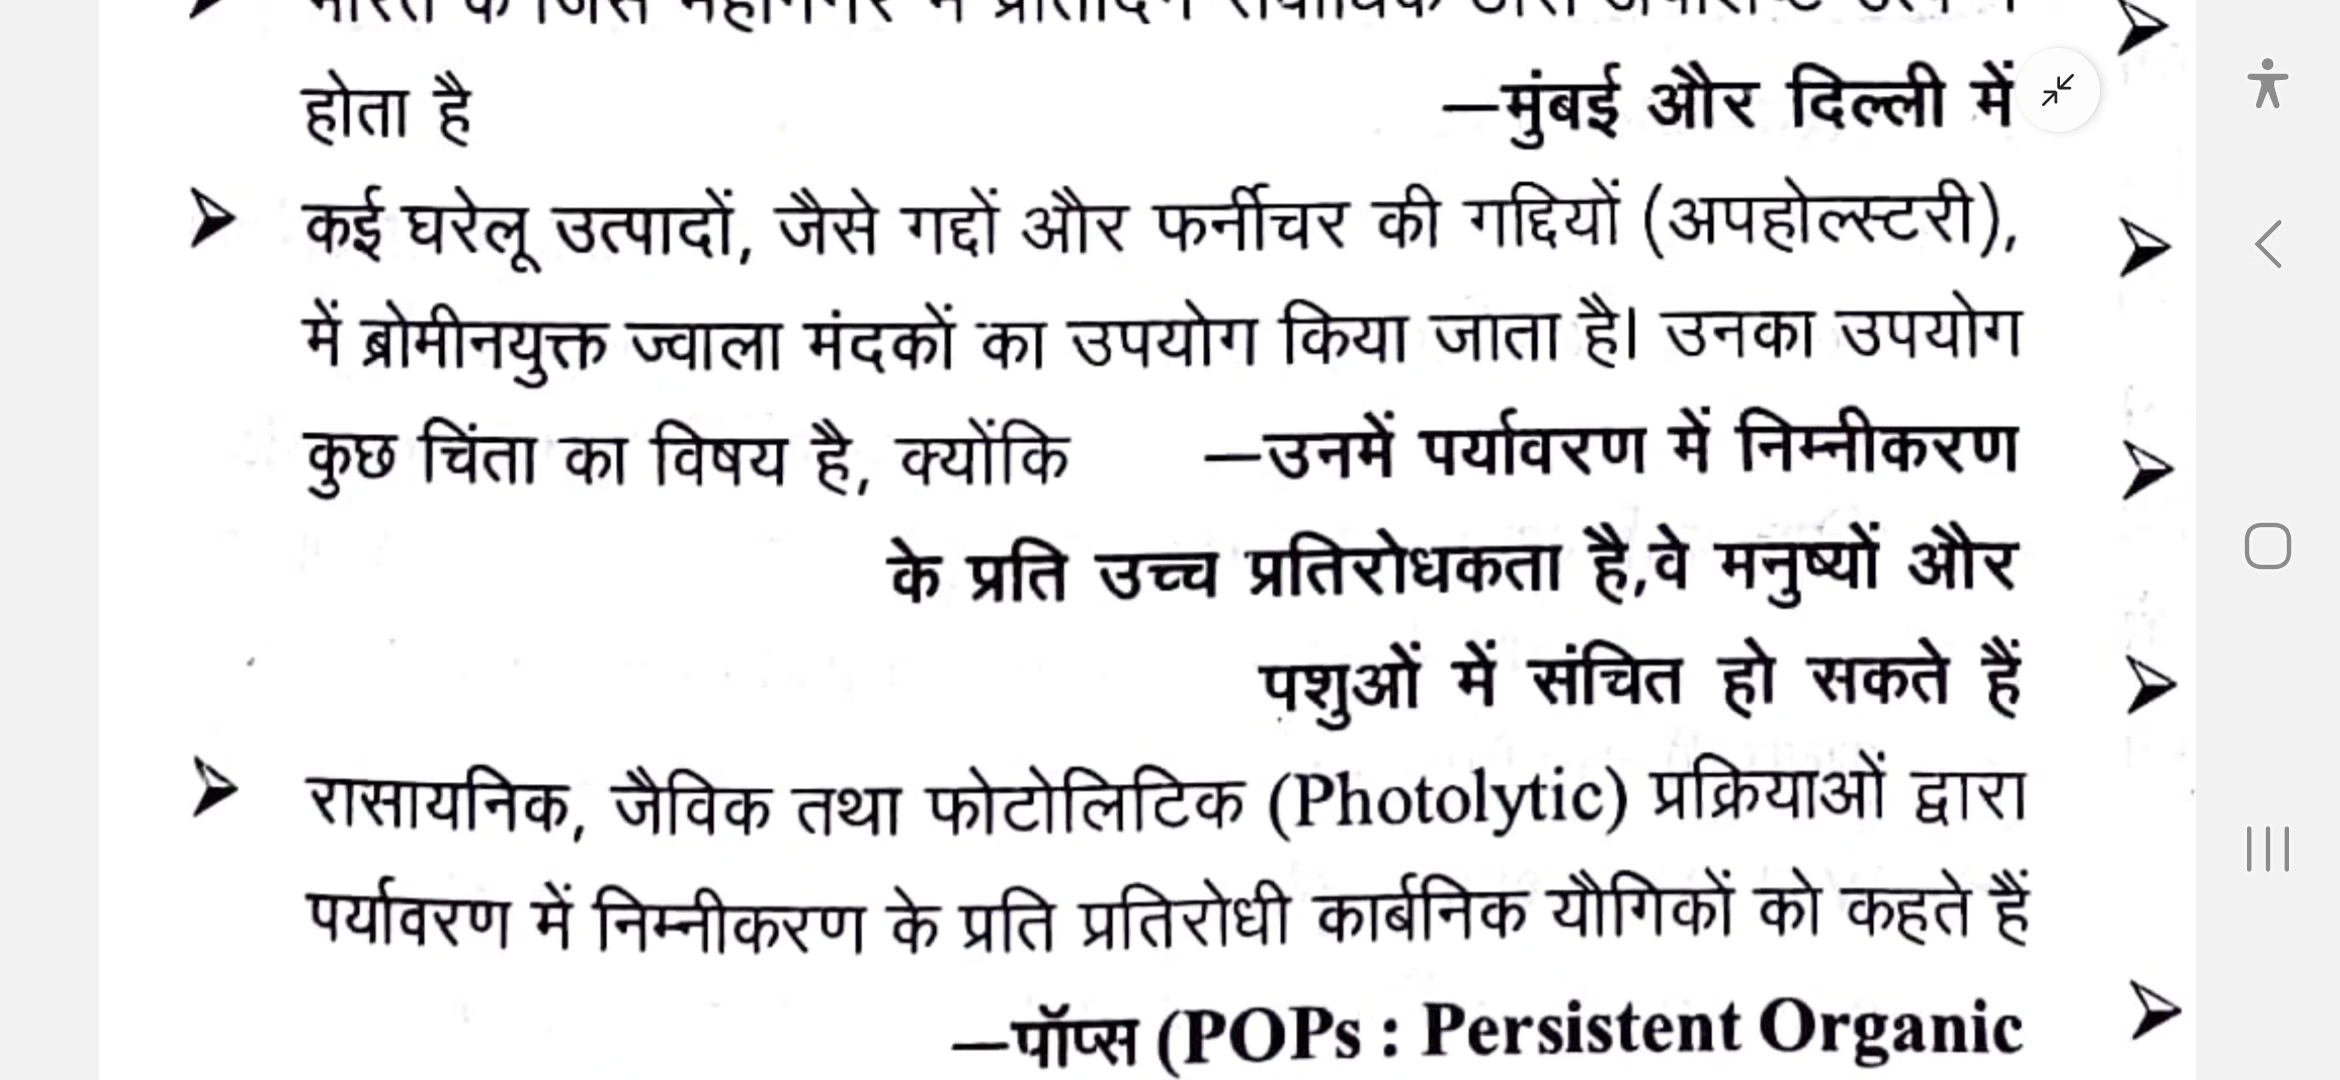 होता है —मुंबई और दिल्ली में
कई घरेलू उत्पादों, जैसे गद्दों और फर्नीचर की गद्दियों (अपहोल्स्टरी),
में ब्रोमीनयुक्त ज्वाला मंदकों का उपयोग किया जाता है। उनका उपयोग
कुछ चिंता का विषय है, क्योंकि —उनमें पर्यावरण में निम्नीकरण
के प्रति उच्च प्रतिरोधकता है,वे मनुष्यों और
पशुओं में संचित हो सकते हैं
रासायनिक, जैविक तथा फोटोलिटिक (Photolytic) प्रक्रियाओं द्वारा
पर्यावरण में निम्नीकरण के प्रति प्रतिरोधी कार्बनिक यौगिकों को कहते हैं
—पॉप्स (POPs : Persistent Organic